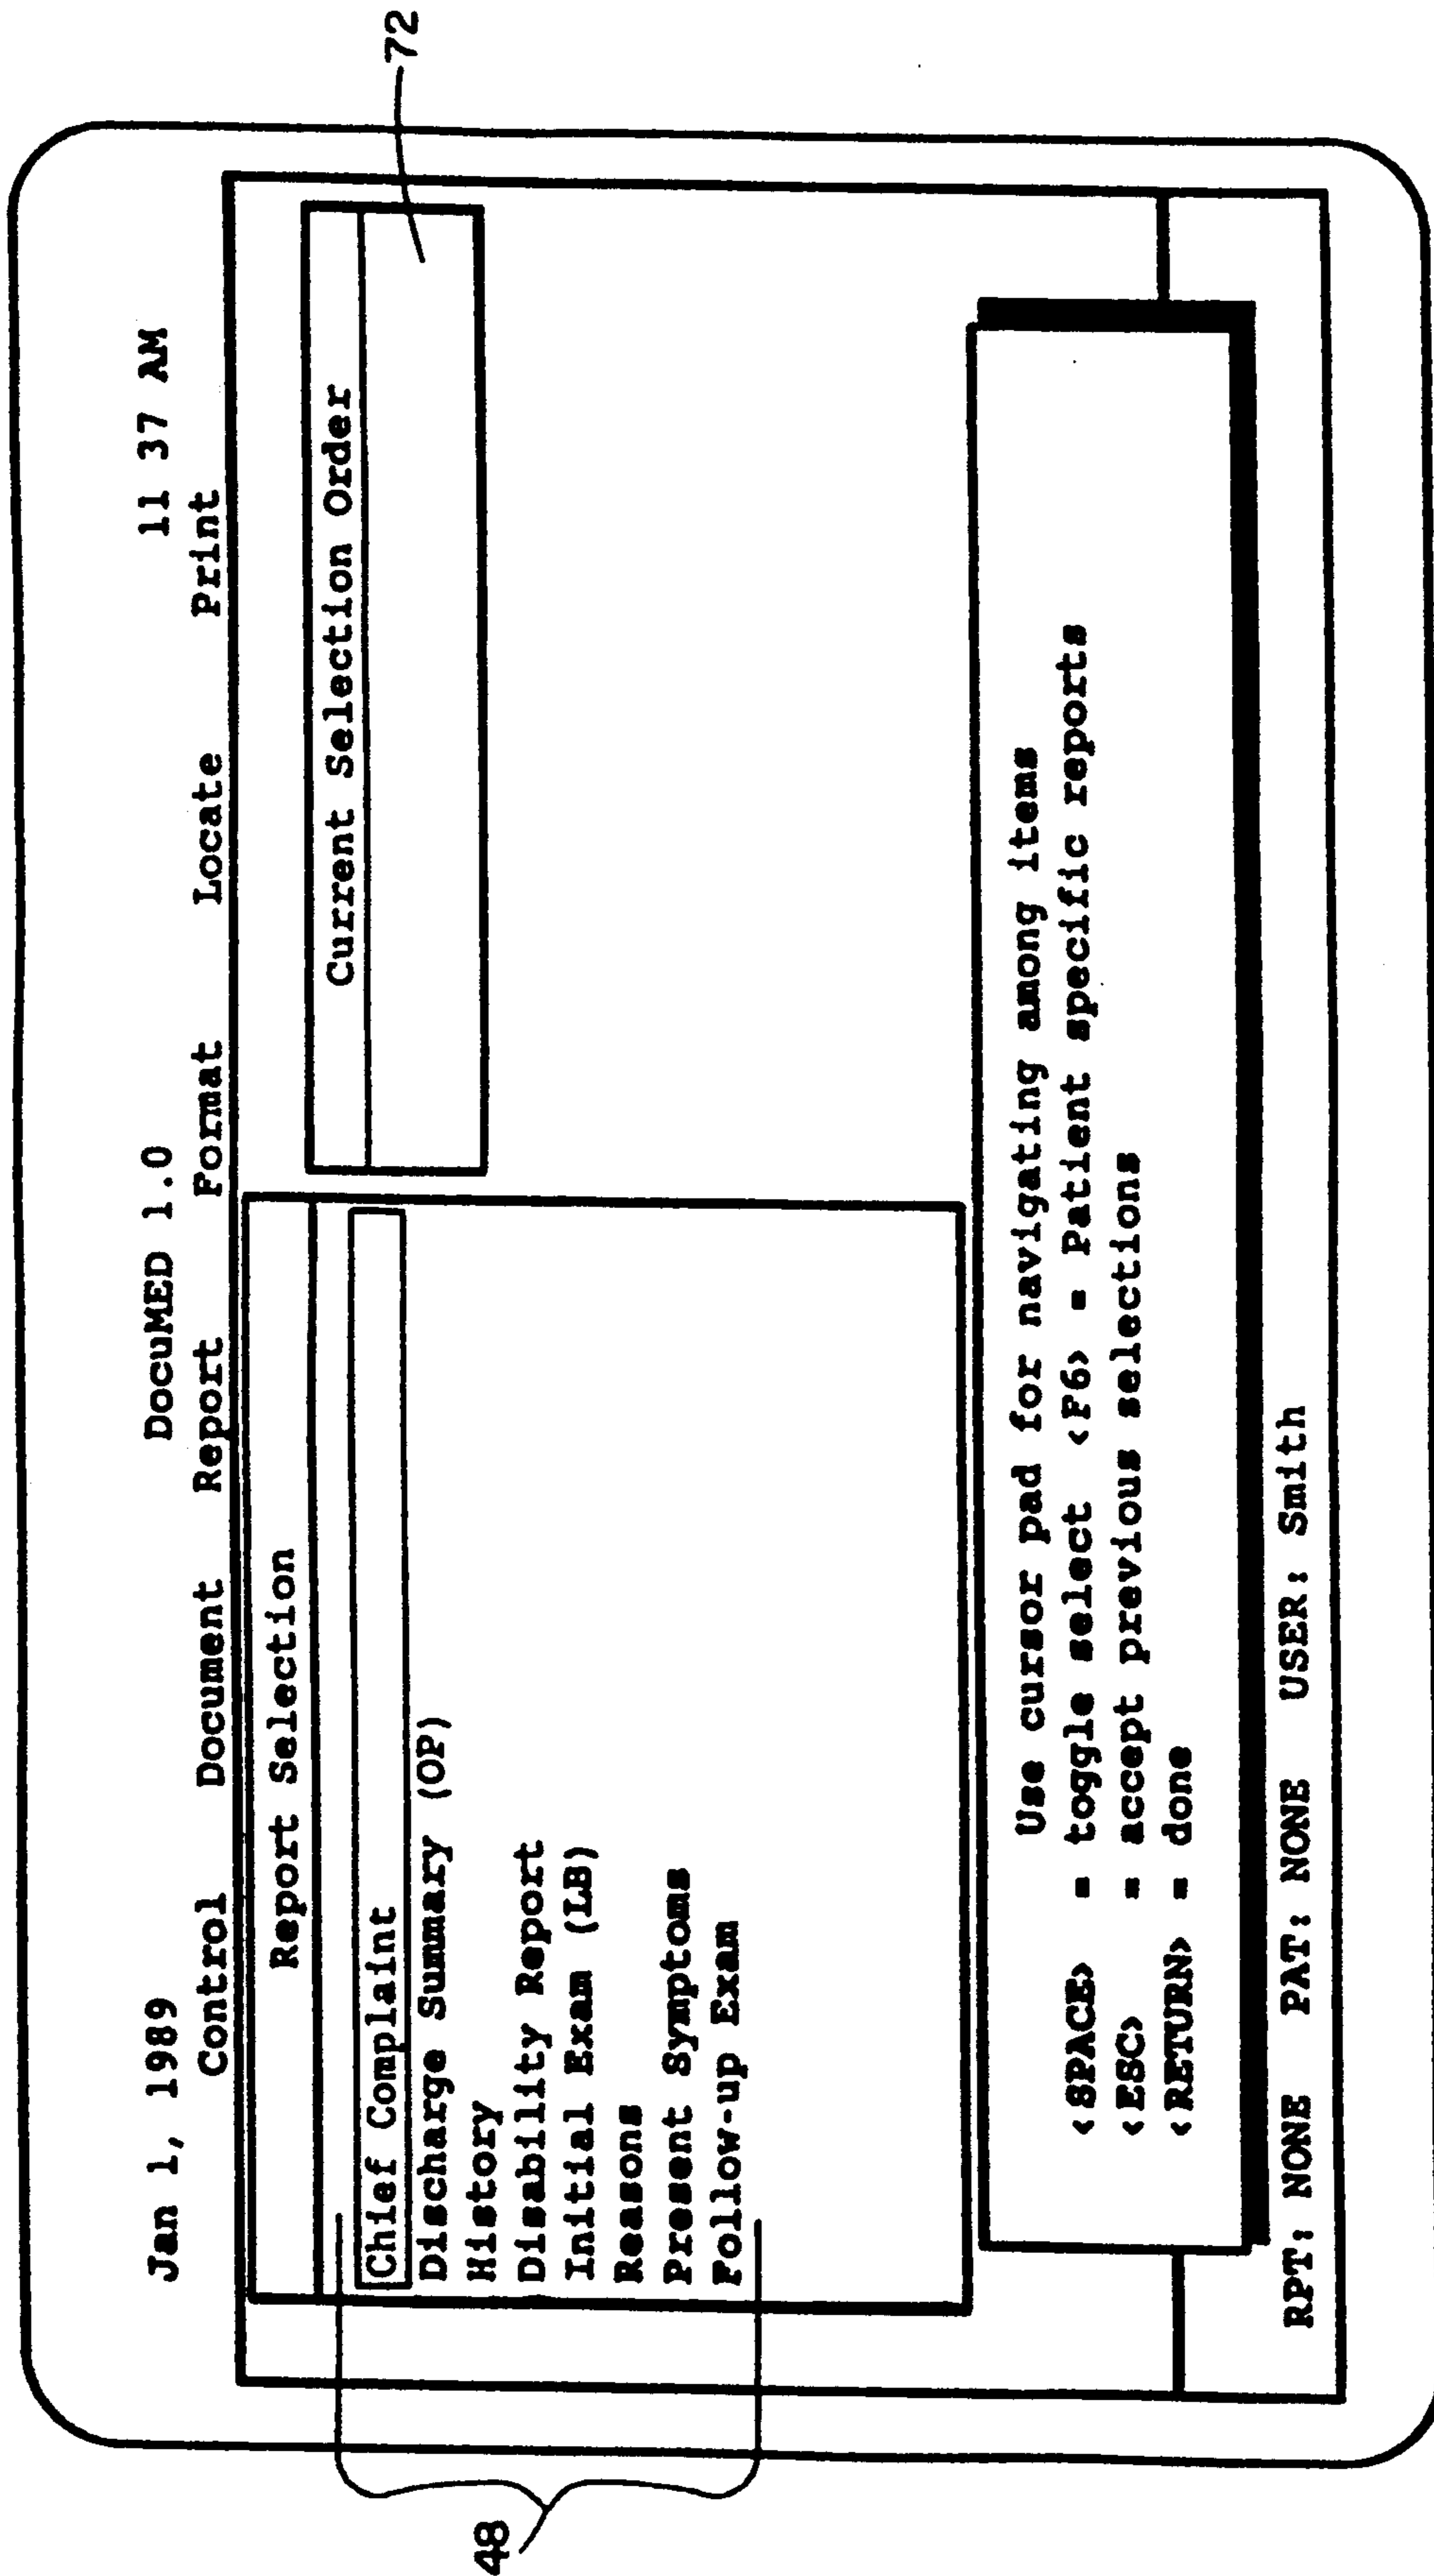 Jan 1, 1989 DocuMED 1.0 11 37 AM
Control Document Report Format Locate Print
Report Selection
Current Selection Order
72
48
Chief Complaint
Discharge Summary (OP)
History
Disability Report
Initial Exam (LB)
Reasons
Present Symptoms
Follow-up Exam
Use cursor pad for navigating among items
<SPACE> = toggle select <F6> = Patient specific reports
<ESC> = accept previous selections
<RETURN> = done
RPT: NONE PAT: NONE USER: Smith